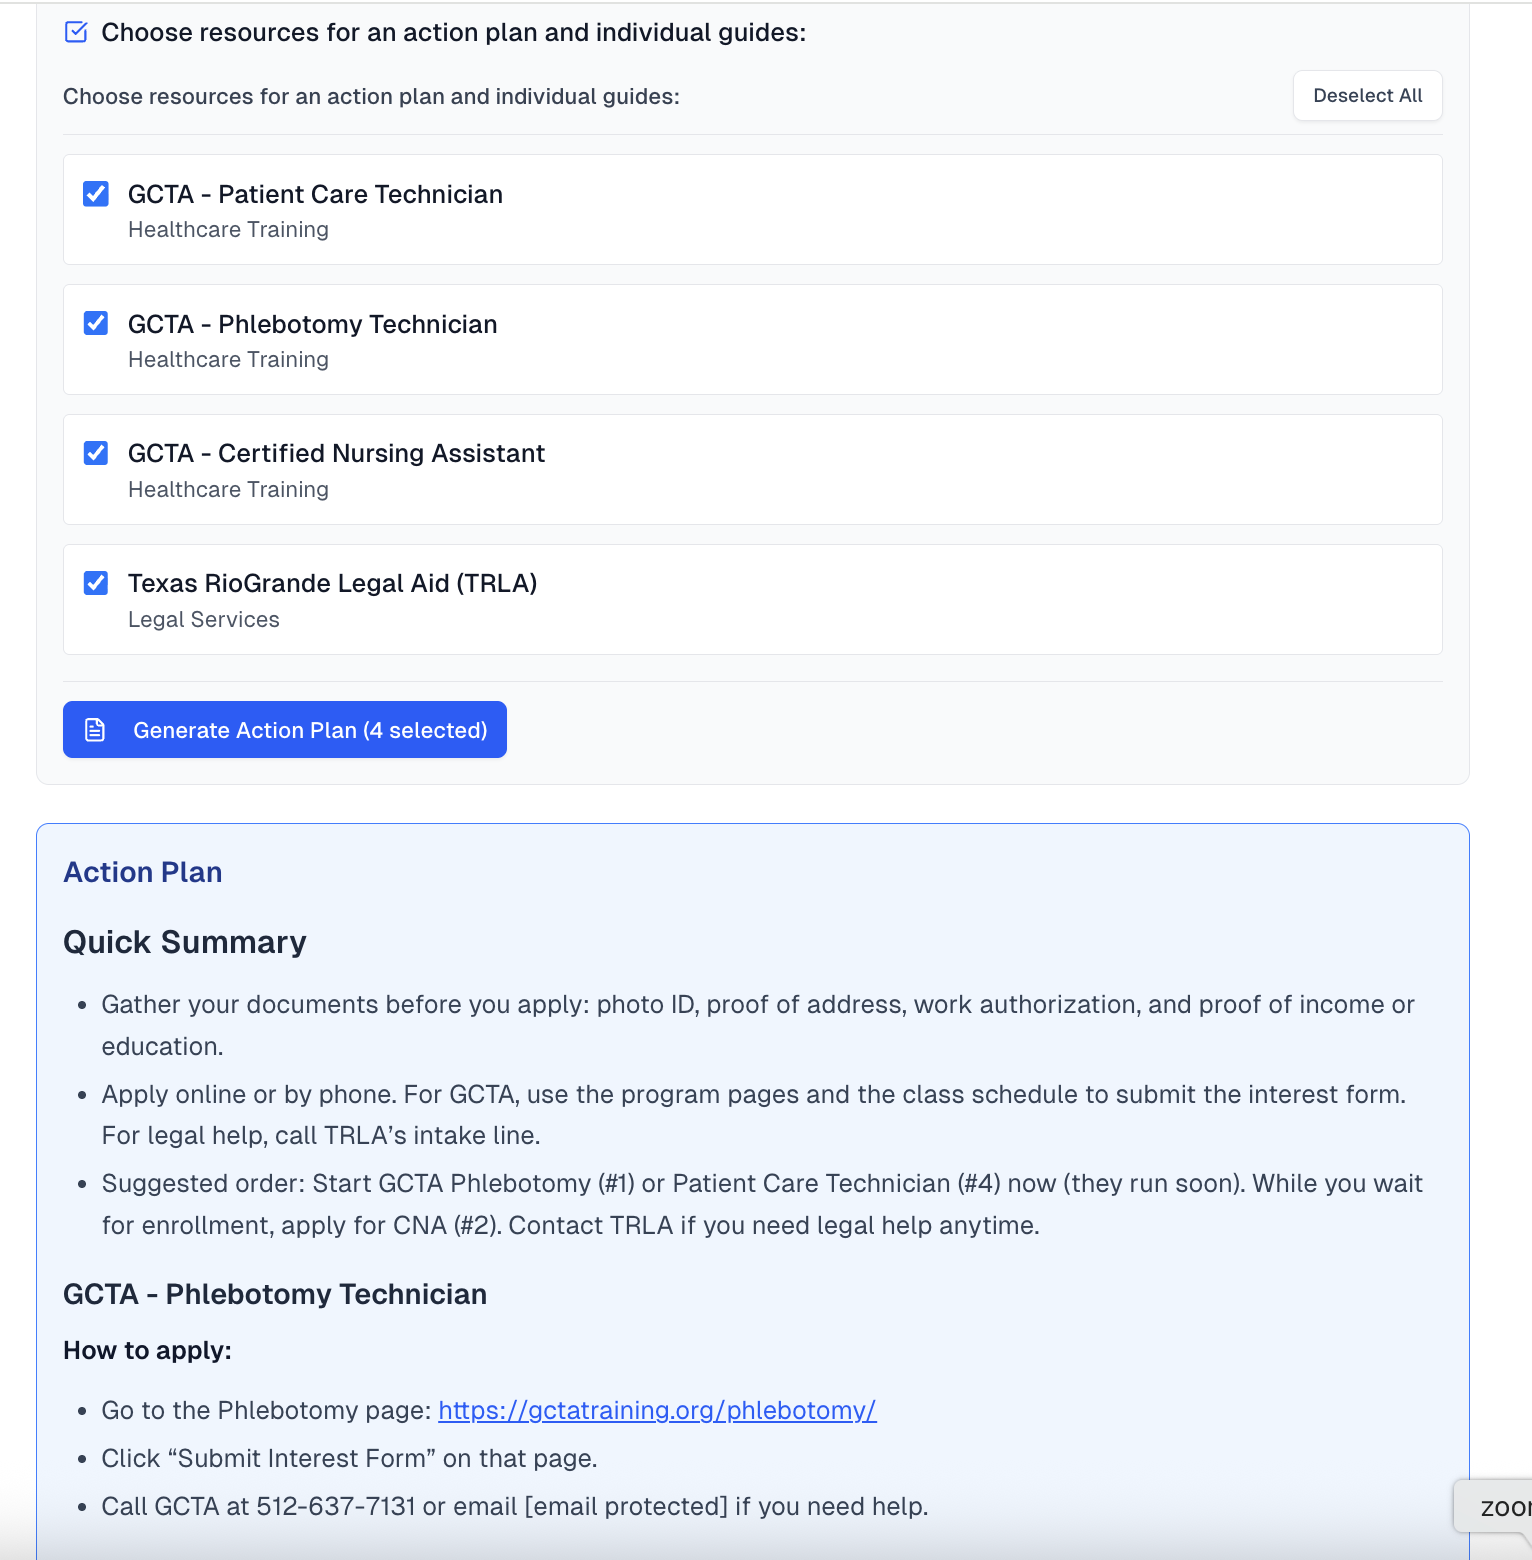 Choose resources for an action plan and individual guides:
Choose resources for an action plan and individual guides:
Deselect All
GCTA - Patient Care Technician
Healthcare Training
GCTA - Phlebotomy Technician
Healthcare Training
GCTA - Certified Nursing Assistant
Healthcare Training
Texas RioGrande Legal Aid (TRLA)
Legal Services
Generate Action Plan (4 selected)
Action Plan
Quick Summary
• Gather your documents before you apply: photo ID, proof of address, work authorization, and proof of income or
education.
• Apply online or by phone. For GCTA, use the program pages and the class schedule to submit the interest form.
For legal help, call TRLA’s intake line.
• Suggested order: Start GCTA Phlebotomy (#1) or Patient Care Technician (#4) now (they run soon). While you wait
for enrollment, apply for CNA (#2). Contact TRLA if you need legal help anytime.
GCTA - Phlebotomy Technician
How to apply:
• Go to the Phlebotomy page: https://gctatraining.org/phlebotomy/
• Click “Submit Interest Form” on that page.
• Call GCTA at 512-637-7131 or email [email protected] if you need help.